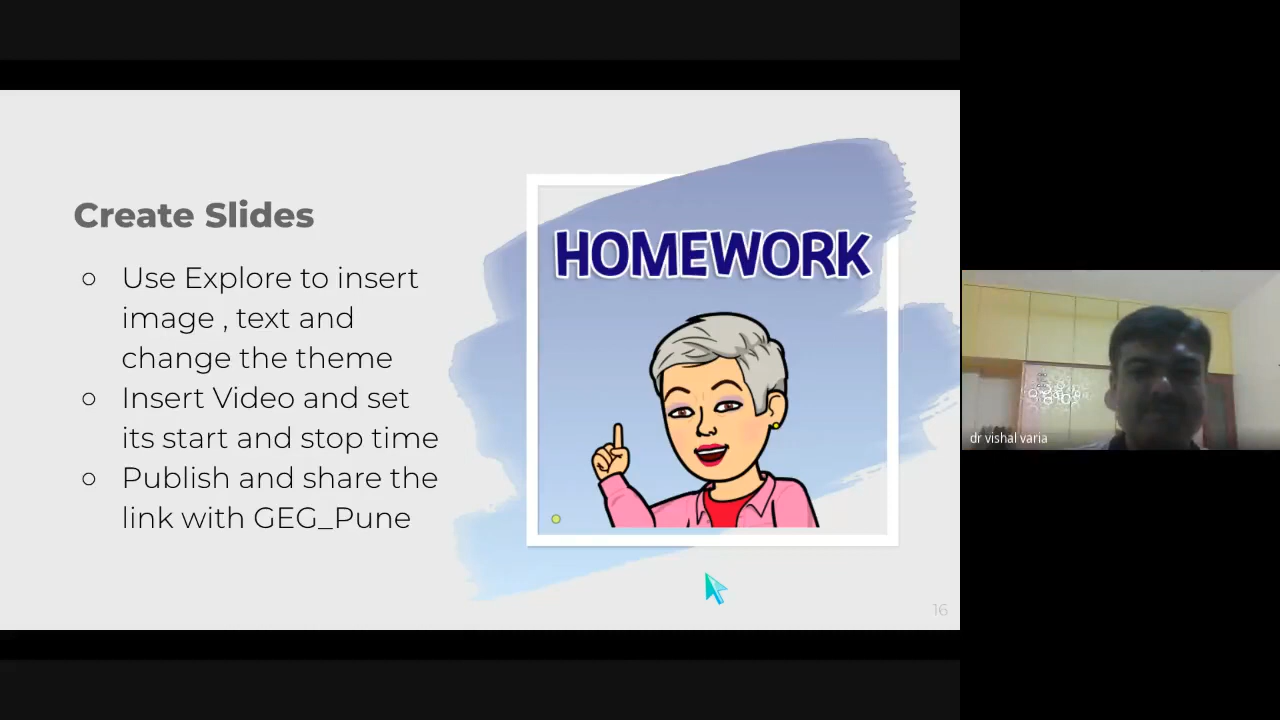 Create Slides
Use Explore to insert
image , text and
change the theme
Insert Video and set
its start and stop time
Publish and share the
link with GEG_Pune
HOMEWORK
16
dr vishal varia